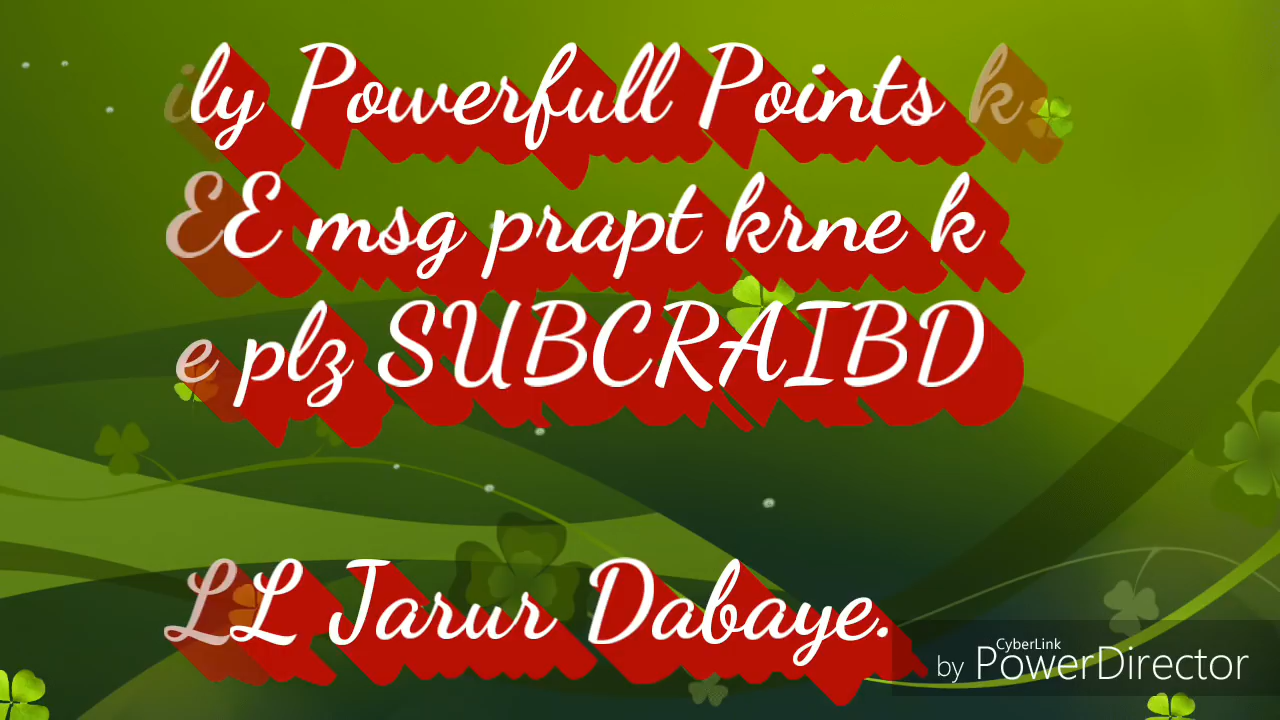 ily Powerfull Points k
EE msg prapt krne k
e plz SUBCRAIBD
LL Jarur Dabaye.
CyberLink
by PowerDirector